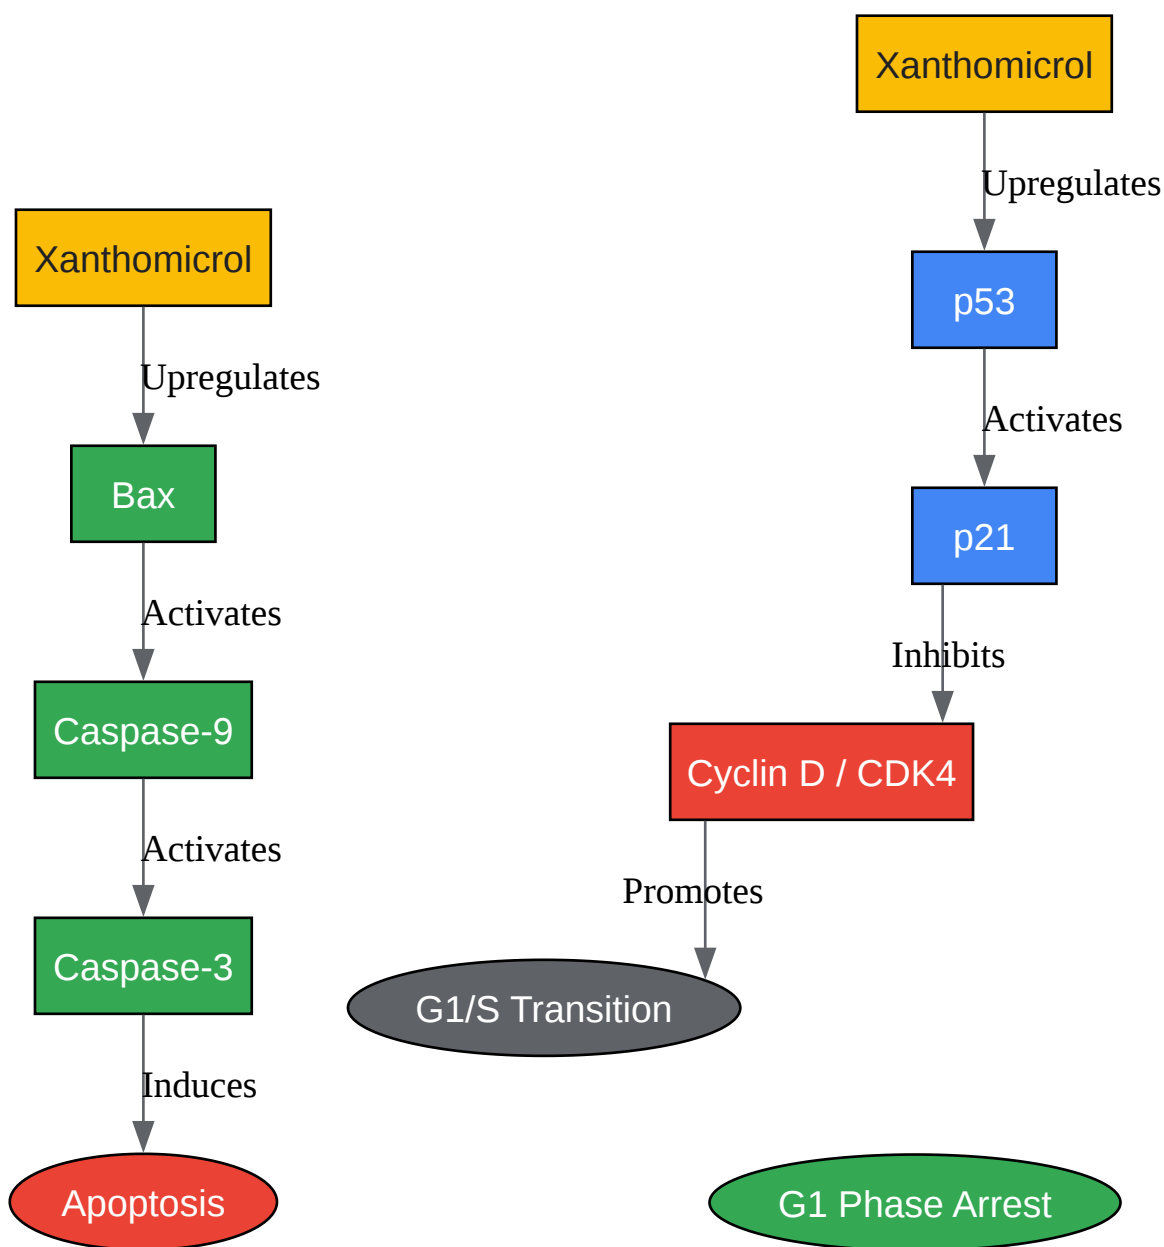 Xanthomicrol
Upregulates
Bax
Activates
Caspase-9
Activates
Caspase-3
Induces
Apoptosis
Xanthomicrol
Upregulates
p53
Activates
p21
Inhibits
Cyclin D / CDK4
Promotes
G1/S Transition
G1 Phase Arrest